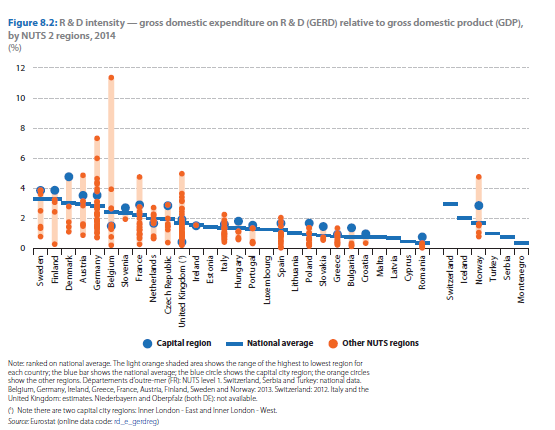 Figure 8.2: R & D intensity — gross domestic expenditure on R & D (GERD) relative to gross domestic product (GDP),
by NUTS 2 regions, 2014
(%)
12
10
8
6
4
2
0
Sweden
Finland
Denmark
Austria
Germany
Belgium
Slovenia
France
Netherlands
Czech Republic
United Kingdom (¹)
Ireland
Estonia
Italy
Hungary
Portugal
Luxembourg
Spain
Lithuania
Poland
Slovakia
Greece
Bulgaria
Croatia
Malta
Latvia
Cyprus
Romania
Switzerland
Iceland
Norway
Turkey
Serbia
Montenegro
Capital region
National average
Other NUTS regions
Note: ranked on national average. The light orange shaded area shows the range of the highest to lowest region for
each country; the blue bar shows the national average; the blue circle shows the capital city region; the orange circles
show the other regions. Départements d'outre-mer (FR): NUTS level 1. Switzerland, Serbia and Turkey: national data.
Belgium, Germany, Ireland, Greece, France, Austria, Finland, Sweden and Norway: 2013. Switzerland: 2012. Italy and the
United Kingdom: estimates. Niederbayern and Oberpfalz (both DE): not available.
(¹) Note there are two capital city regions: Inner London - East and Inner London - West.
Source: Eurostat (online data code: rd_e_gerdreg)